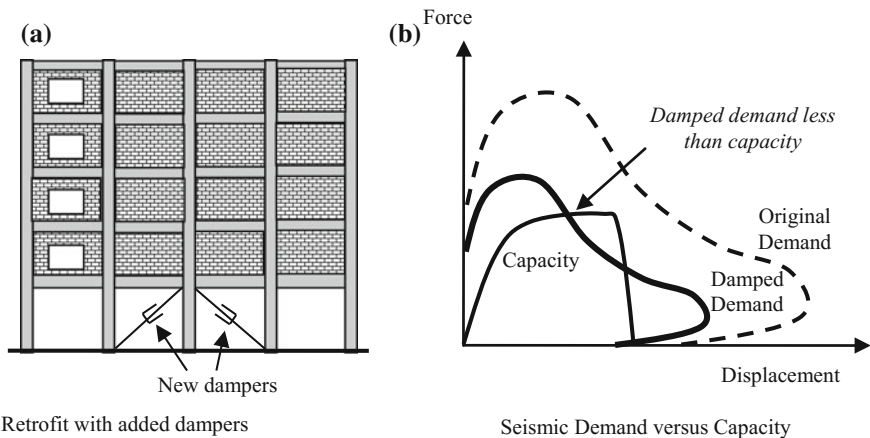 (a)
New dampers
Retrofit with added dampers
(b)
Force
Damped demand less
than capacity
Original
Demand
Capacity
Damped
Demand
Displacement
Seismic Demand versus Capacity